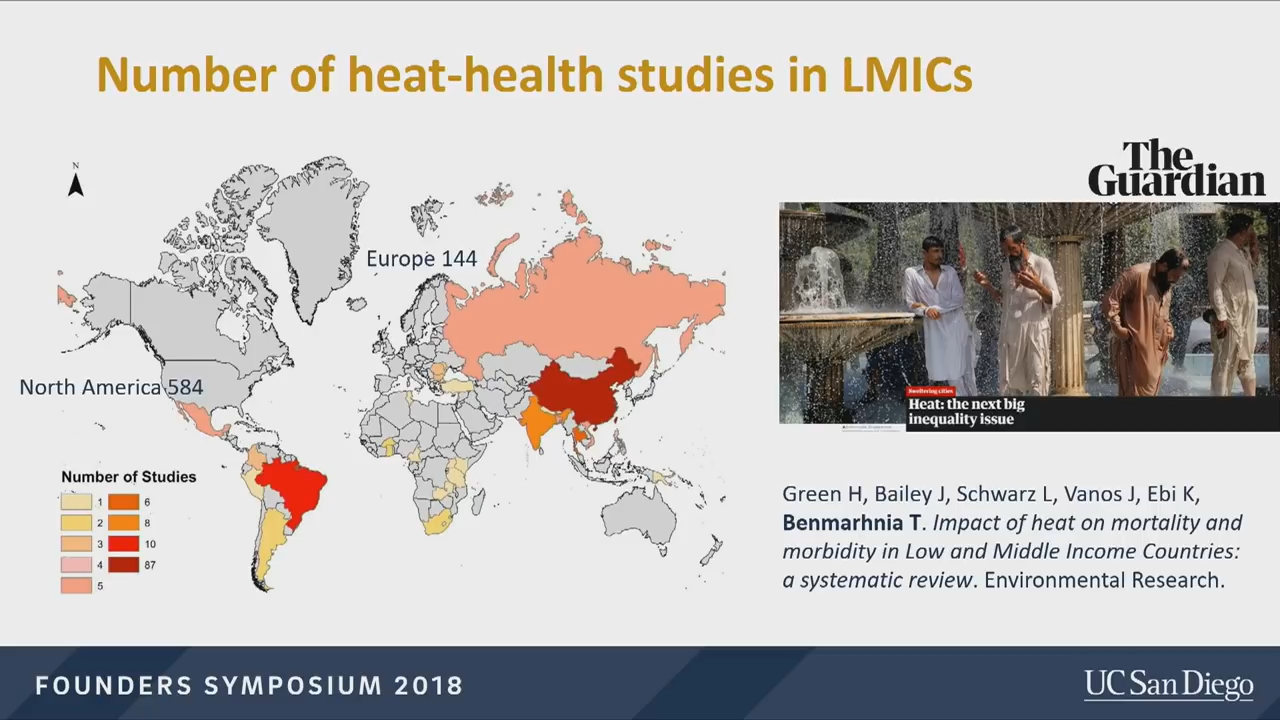 Number of heat-health studies in LMICs
N
Europe 144
North America 584
Number of Studies
1
2
3
4
5
6
8
10
87
The
Guardian
Sweltering cities
Heat: the next big
inequality issue
Green H, Bailey J, Schwarz L, Vanos J, Ebi K,
Benmarhnia T. Impact of heat on mortality and
morbidity in Low and Middle Income Countries:
a systematic review. Environmental Research.
FOUNDERS SYMPOSIUM 2018
UC San Diego